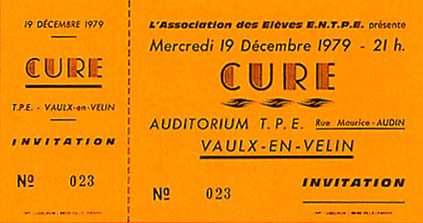 19 DÉCEMBRE 1979
CURE
T.P.E. - VAULX-en-VELIN
INVITATION
Nº 023
L'Association des Elèves E.N.T.P.E. présente
Mercredi 19 Décembre 1979 - 21 h.
CURE
AUDITORIUM T. P. E. Rue Maurice-AUDIN
VAULX-EN-VELIN
INVITATION
Nº 023